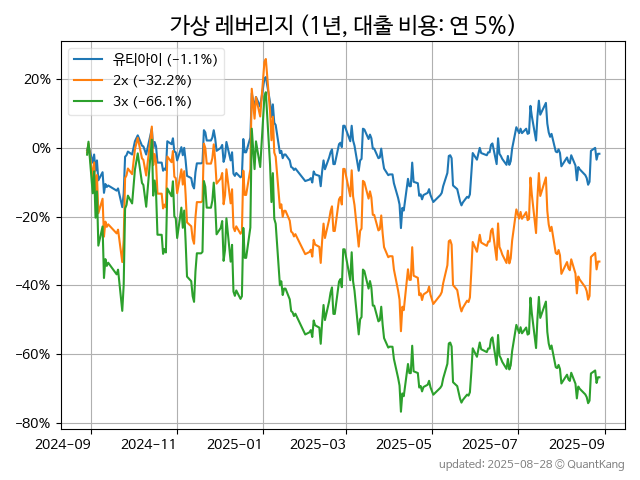 가상 레버리지 (1년, 대출 비용: 연 5%)
유티아이 (−1.1%)
2x (−32.2%)
3x (−66.1%)
20%
0%
−20%
−40%
−60%
−80%
2024-09 2024-11 2025-01 2025-03 2025-05 2025-07 2025-09
updated: 2025-08-28 © QuantKang